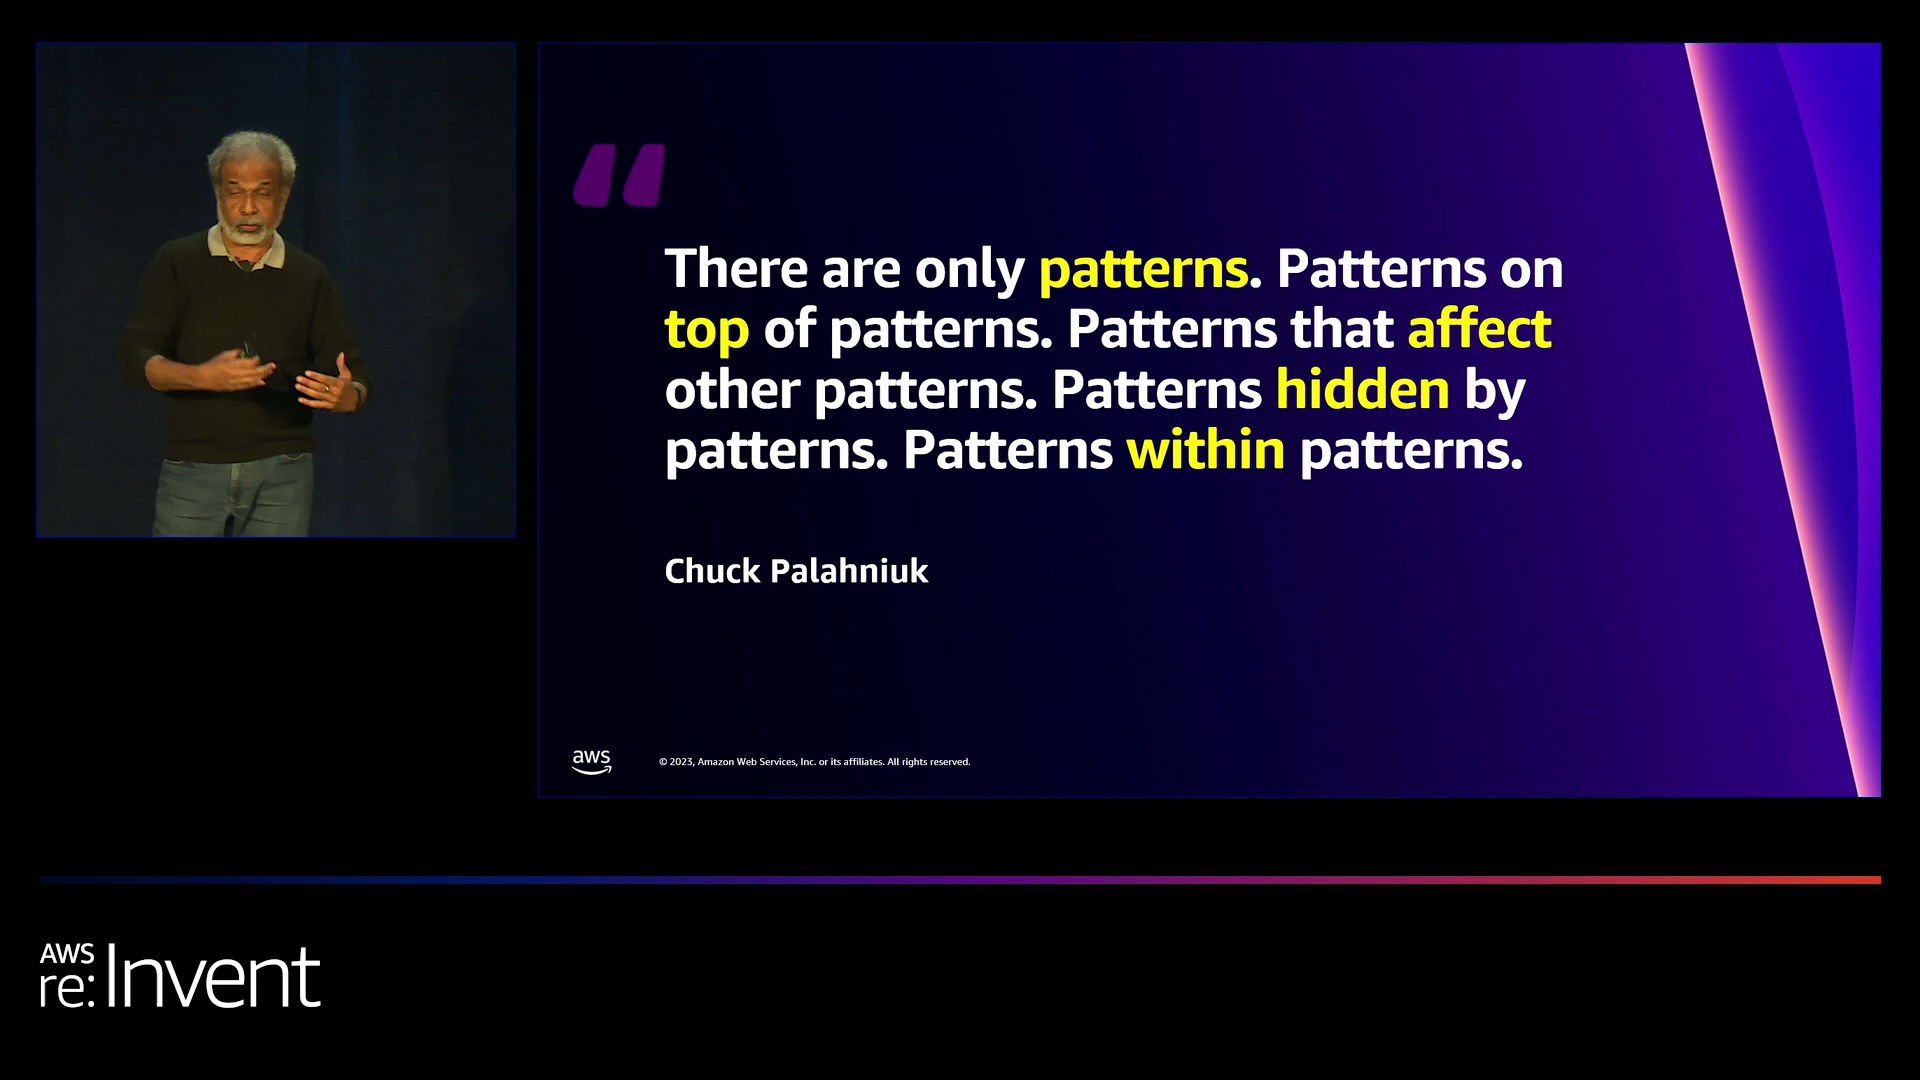 There are only patterns. Patterns on
top of patterns. Patterns that affect
other patterns. Patterns hidden by
patterns. Patterns within patterns.
Chuck Palahniuk
aws
© 2023, Amazon Web Services, Inc. or its affiliates. All rights reserved.
AWS
re:Invent